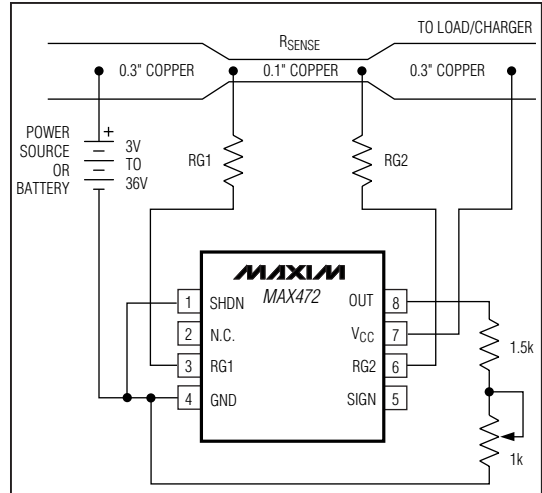 R_SENSE
TO LOAD/CHARGER
0.3" COPPER
0.1" COPPER
0.3" COPPER
POWER
SOURCE
OR
BATTERY
+
3V
TO
36V
RG1
RG2
MAXIM
MAX472
1 SHDN
2 N.C.
3 RG1
4 GND
OUT 8
VCC 7
RG2 6
SIGN 5
1.5k
1k